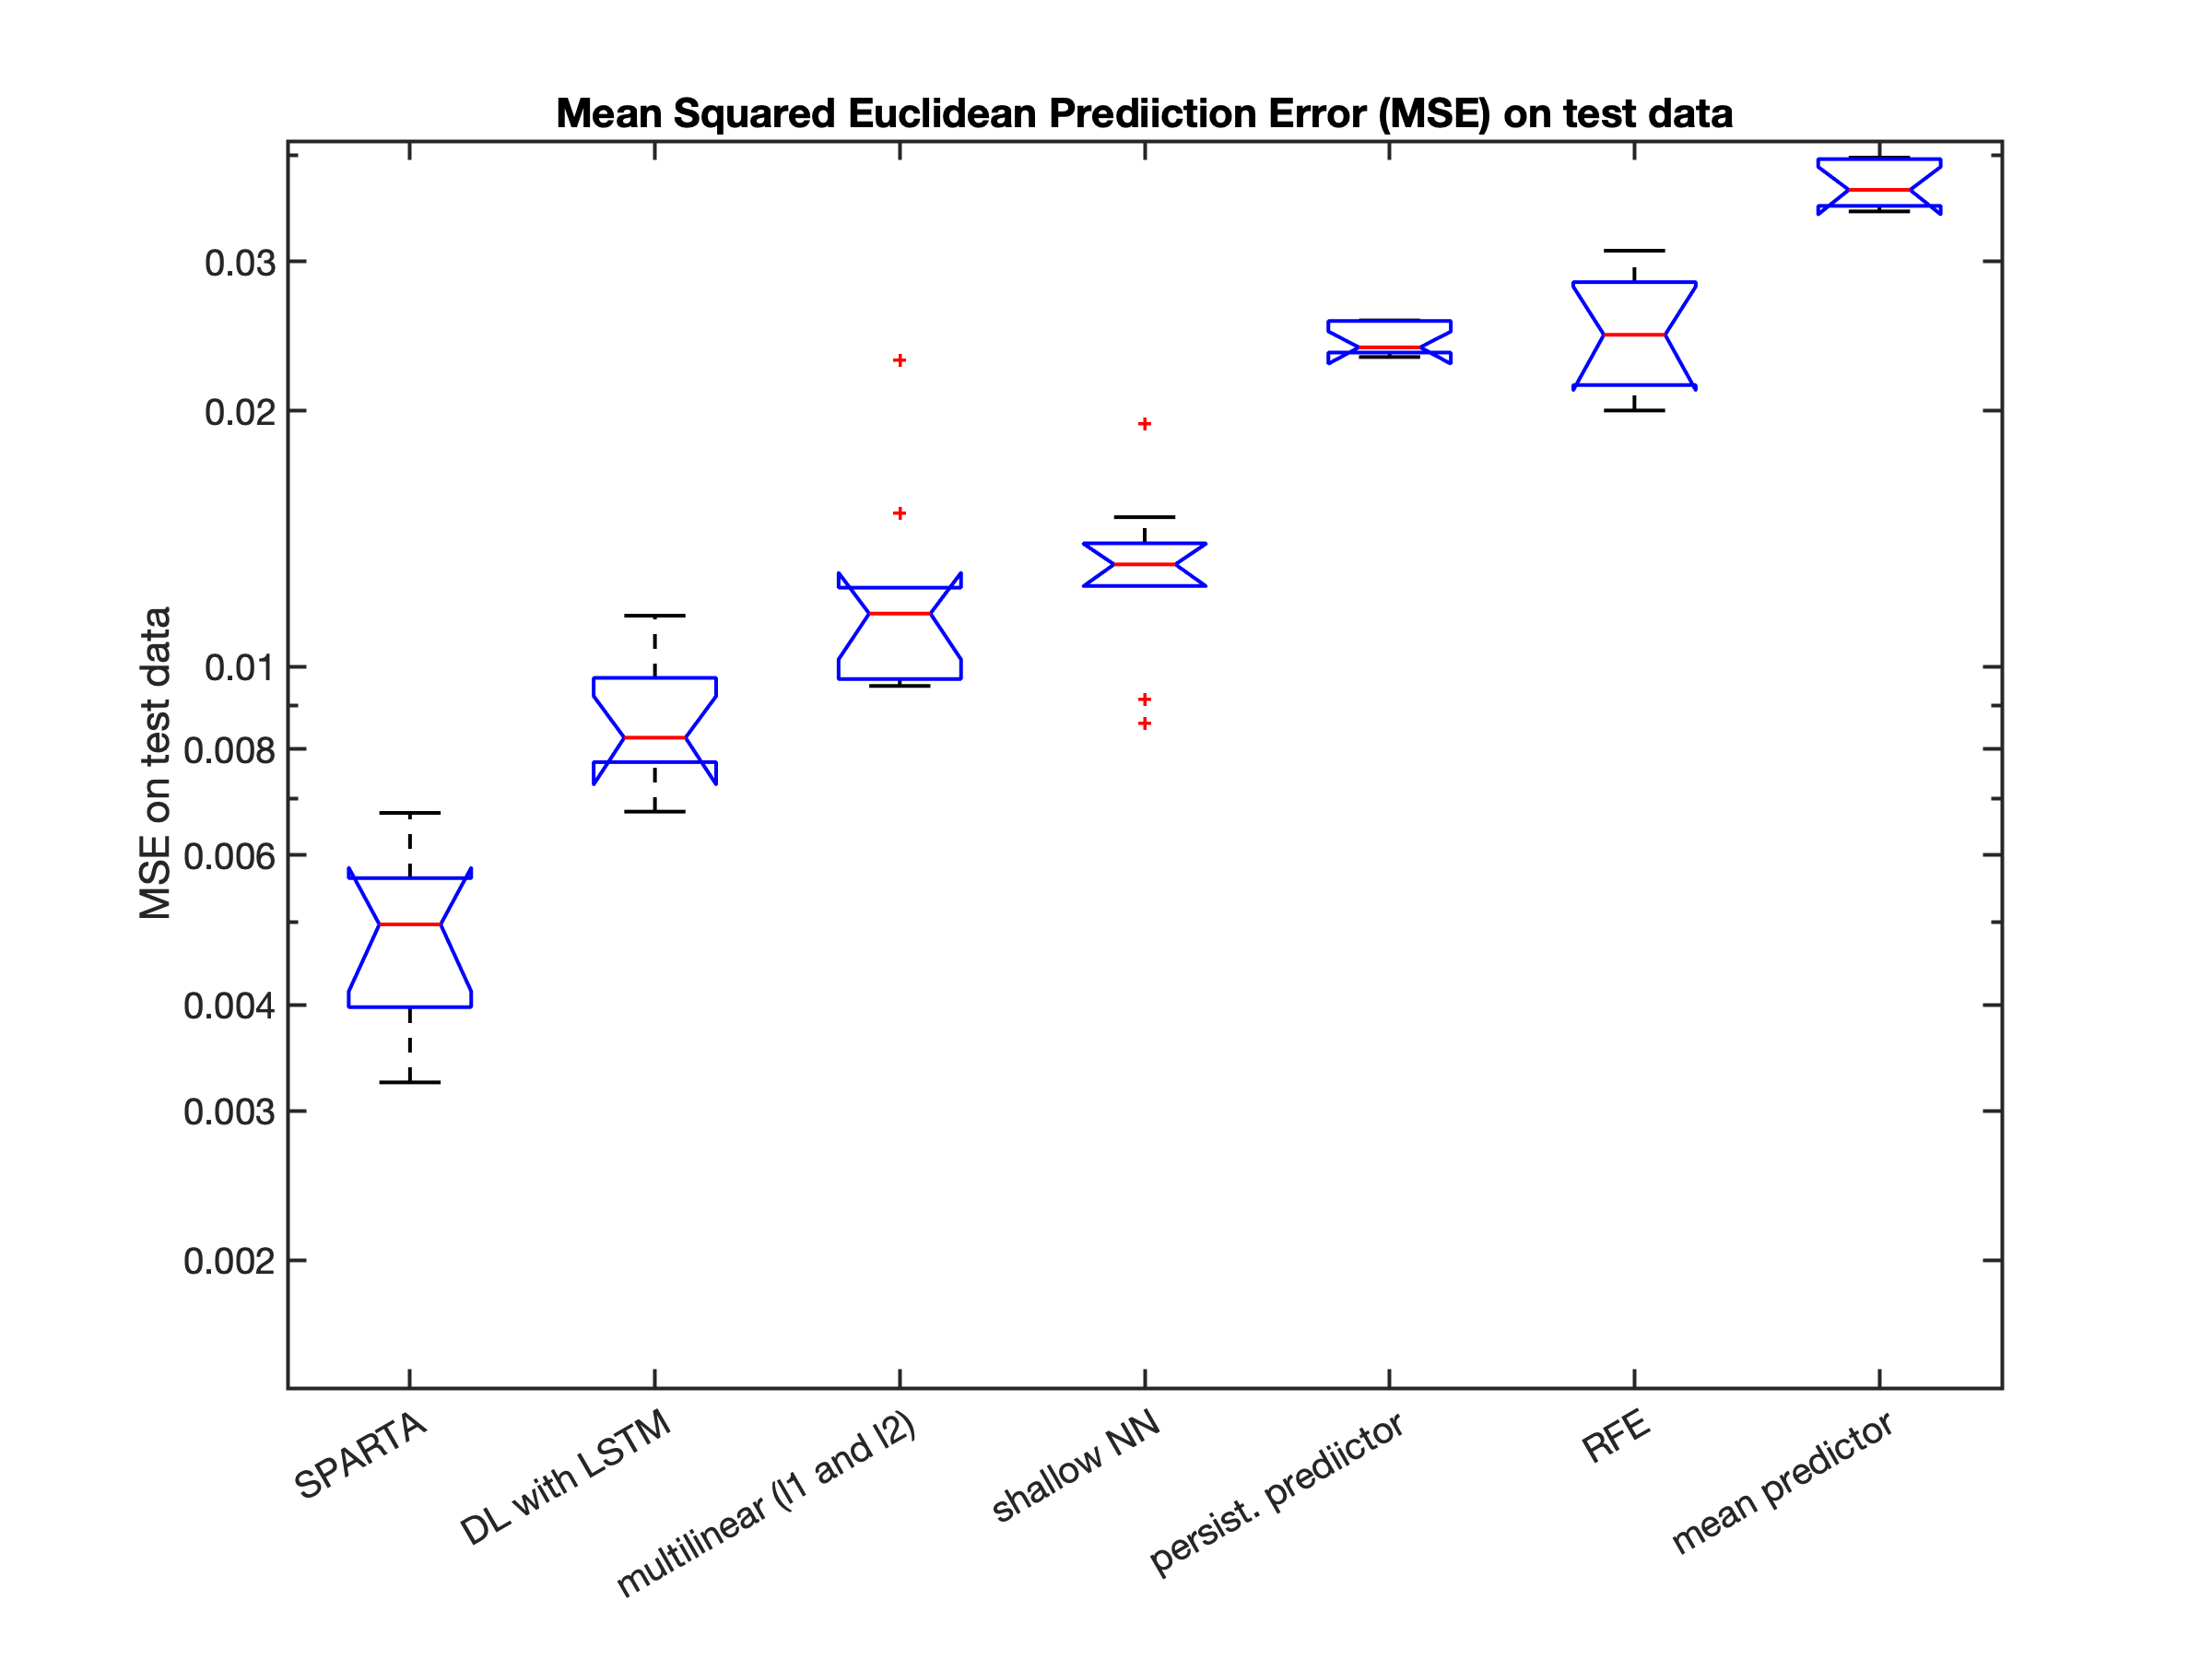 Mean Squared Euclidean Prediiction Error (MSE) on test data
MSE on test data
0.03
0.02
0.01
0.008
0.006
0.004
0.003
0.002
SPARTA
DL with LSTM
multilinear (l1 and l2)
shallow NN
persist. prediictor
RFE
mean predictor